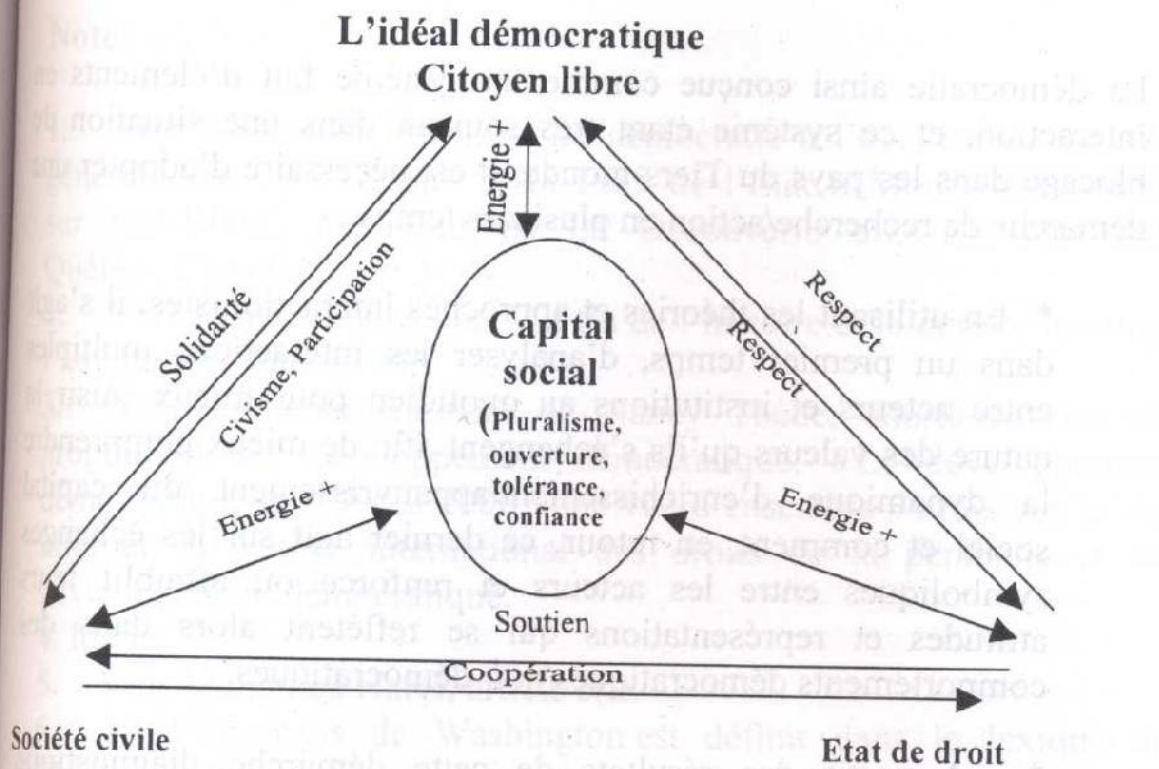 L'idéal démocratique
Citoyen libre
Energie +
Solidarité
Civisme, Participation
Respect
Respect
Capital
social
(Pluralisme,
ouverture,
tolérance,
confiance
Energie +
Energie +
Soutien
Coopération
Société civile
Etat de droit